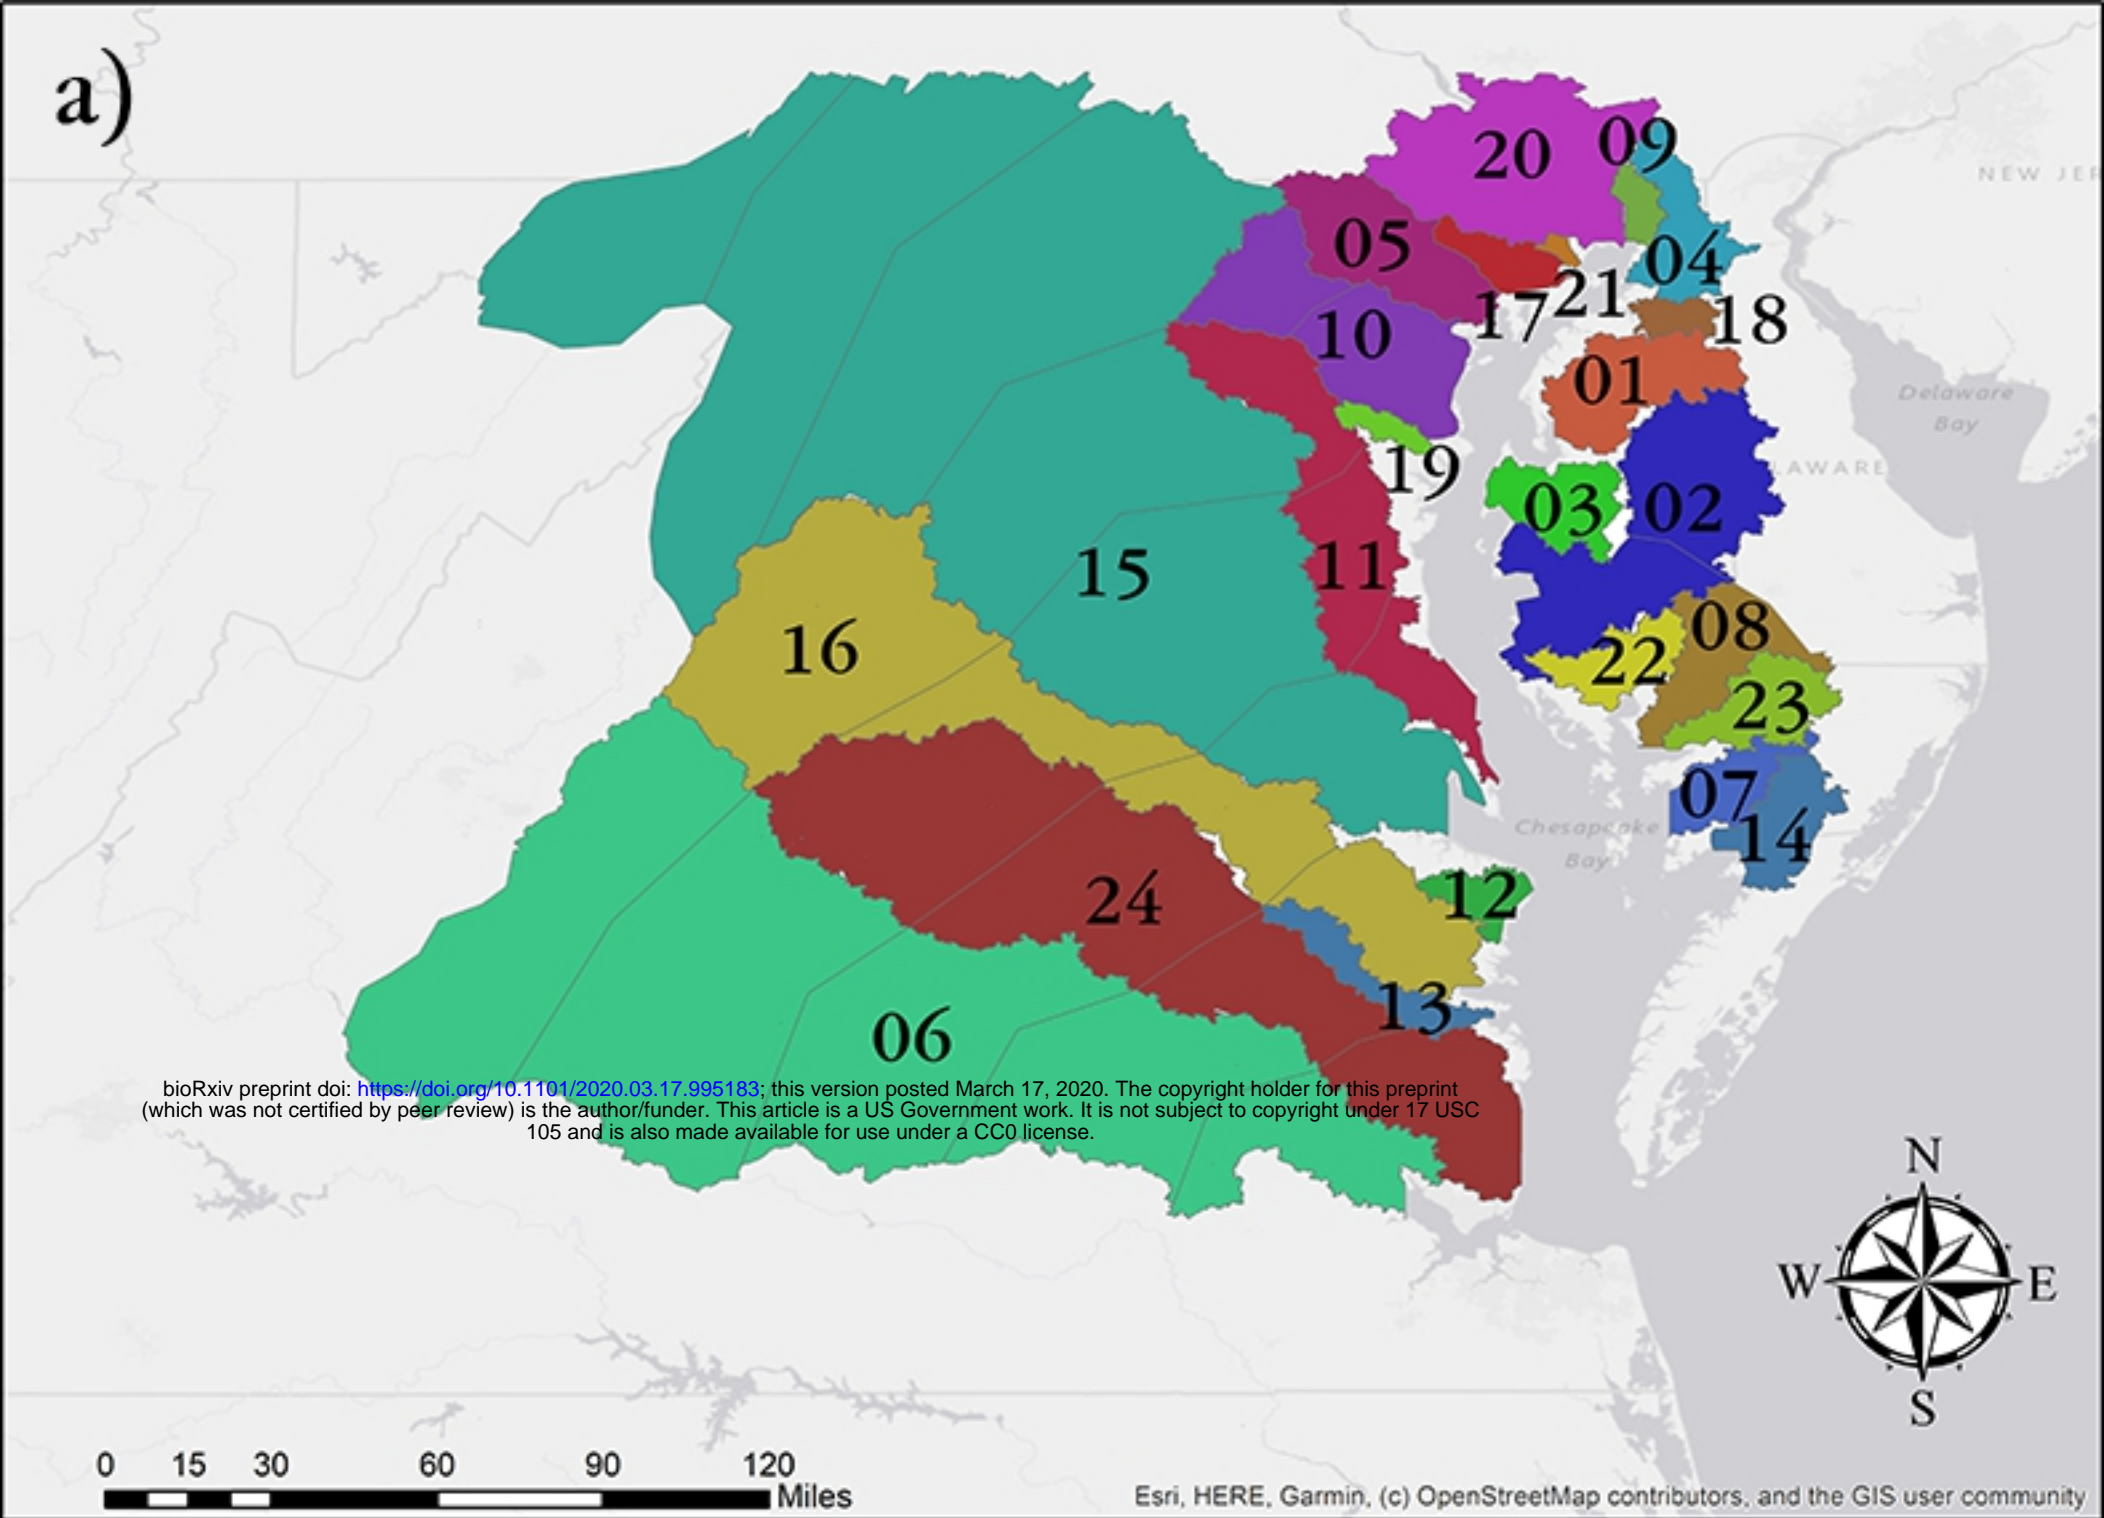 a)
20
09
NEW JER
05
04
17
21
18
10
01
Delaware
Bay
19
LAWARE
03
02
15
11
16
08
22
23
07
14
Chesapeake
Bay
24
12
13
06
bioRxiv preprint doi: https://doi.org/10.1101/2020.03.17.995183; this version posted March 17, 2020. The copyright holder for this preprint
(which was not certified by peer review) is the author/funder. This article is a US Government work. It is not subject to copyright under 17 USC
105 and is also made available for use under a CC0 license.
N
W E
S
0 15 30 60 90 120
Miles
Esri, HERE, Garmin, (c) OpenStreetMap contributors, and the GIS user community